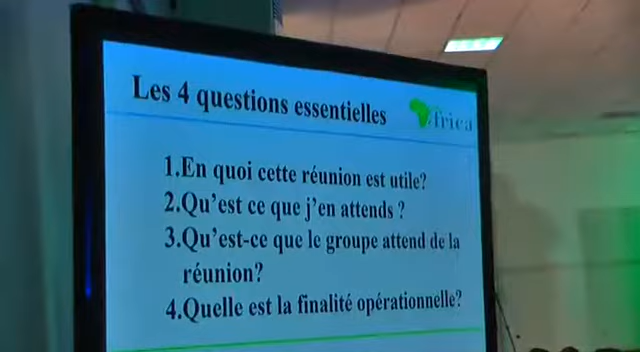 Les 4 questions essentielles
frica
1.En quoi cette réunion est utile?
2.Qu'est ce que j'en attends ?
3.Qu'est-ce que le groupe attend de la
réunion?
4.Quelle est la finalité opérationnelle?